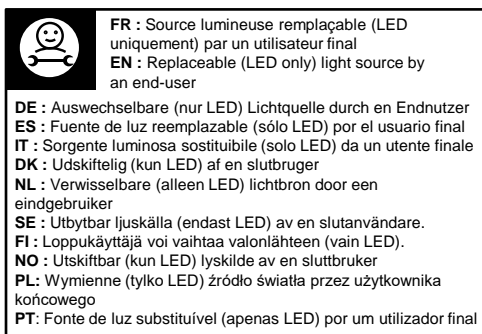 FR : Source lumineuse remplaçable (LED
uniquement) par un utilisateur final
EN : Replaceable (LED only) light source by
an end-user
DE : Auswechselbare (nur LED) Lichtquelle durch en Endnutzer
ES : Fuente de luz reemplazable (sólo LED) por el usuario final
IT : Sorgente luminosa sostituibile (solo LED) da un utente finale
DK : Udskiftelig (kun LED) af en slutbruger
NL : Verwisselbare (alleen LED) lichtbron door een
eindgebruiker
SE : Utbytbar ljuskälla (endast LED) av en slutanvändare.
FI : Loppukäyttäjä voi vaihtaa valonlähteen (vain LED).
NO : Utskiftbar (kun LED) lyskilde av en sluttbruker
PL: Wymienne (tylko LED) źródło światła przez użytkownika
końcowego
PT: Fonte de luz substituível (apenas LED) por um utilizador final